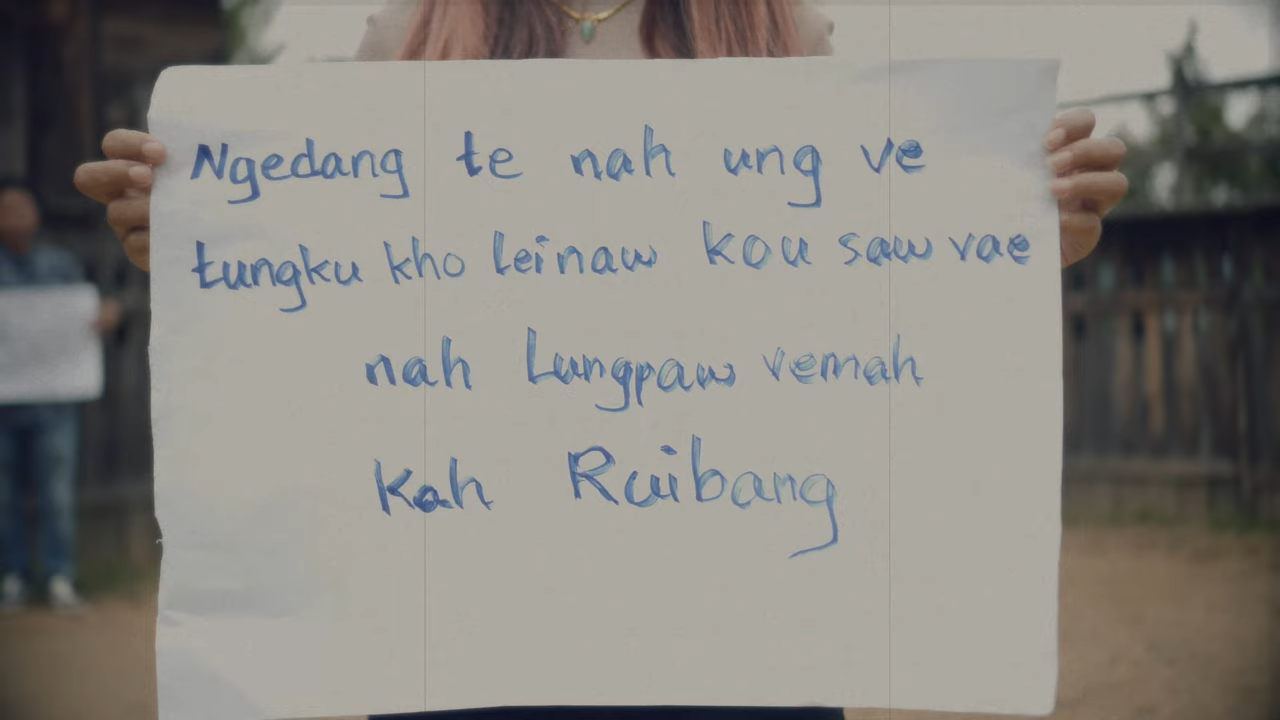 Ngedang te nah ung ve
tungku kho leinaw kou saw vae
nah Lungpaw vemah
Kah Ruibang